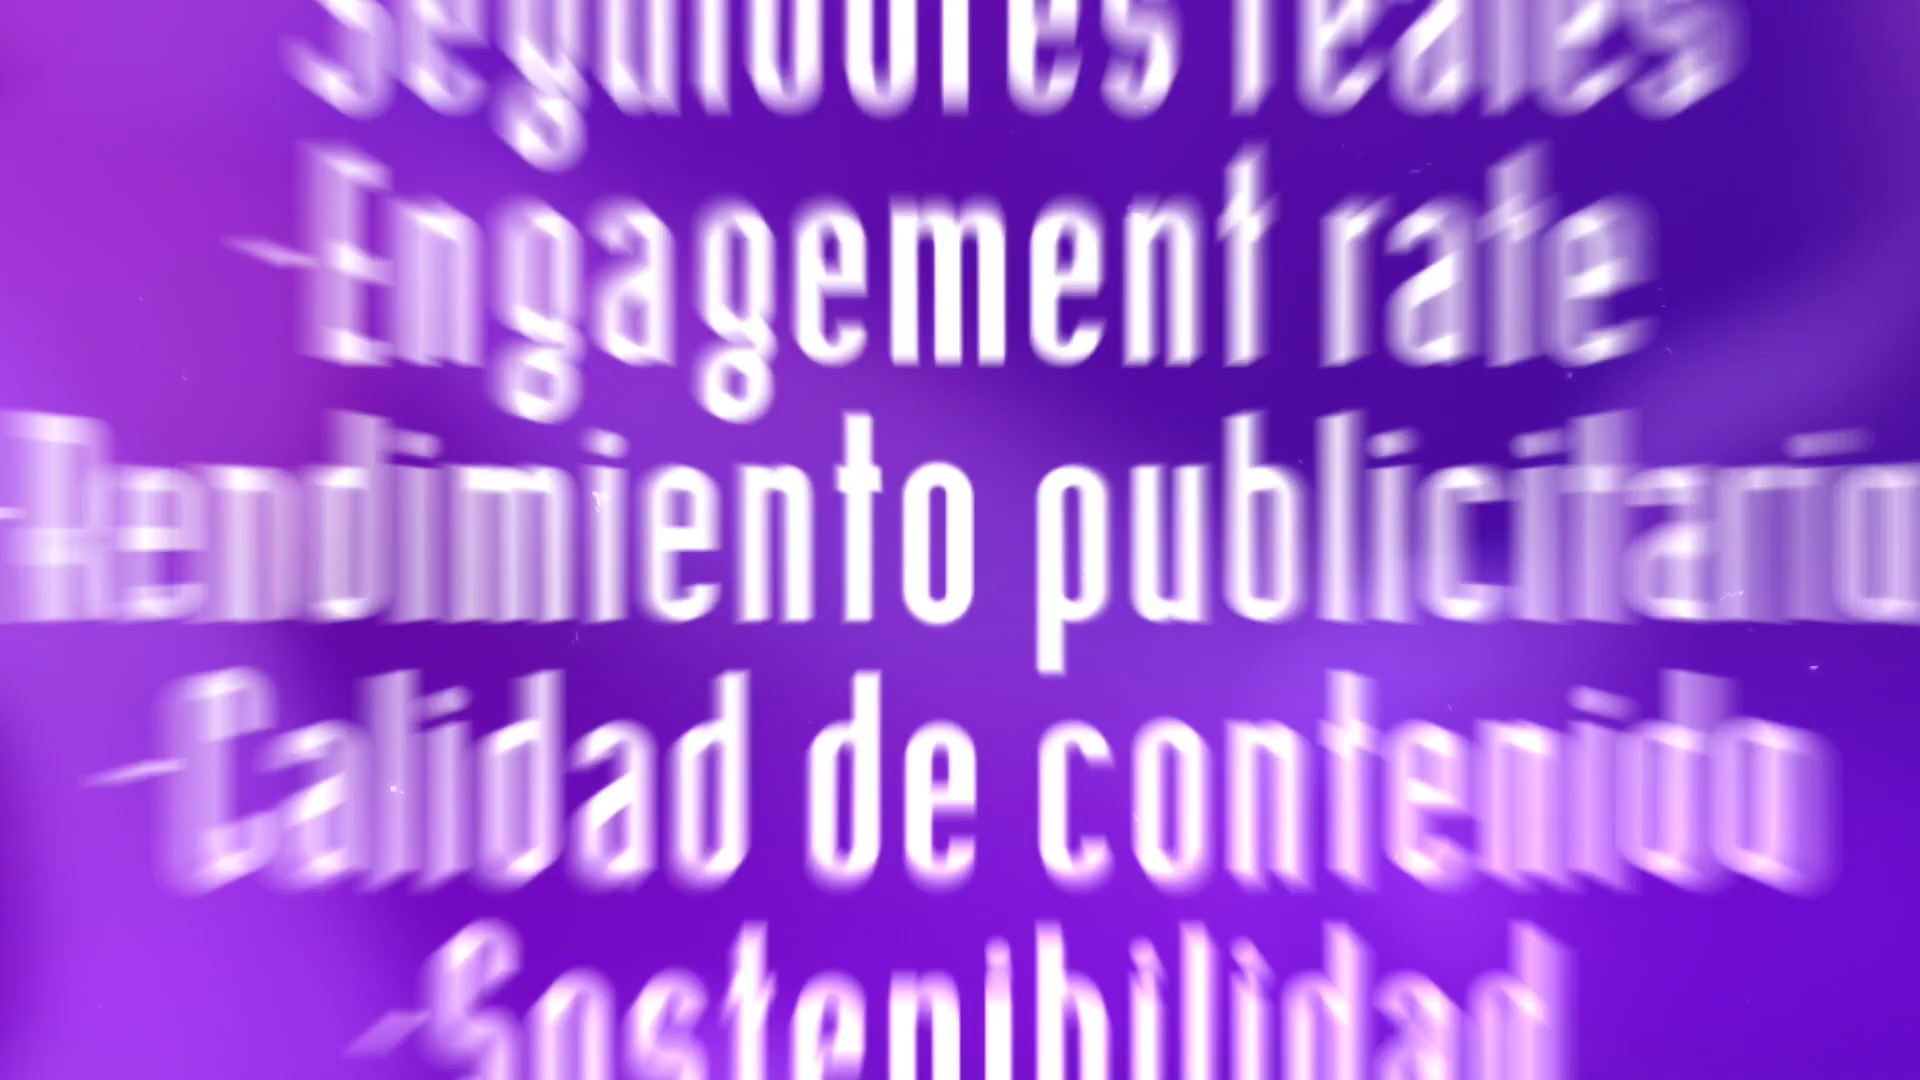 Seguidores reales
-Engagement rate
-Rendimiento publicitario
-Calidad de contenido
-Sostenibilidad